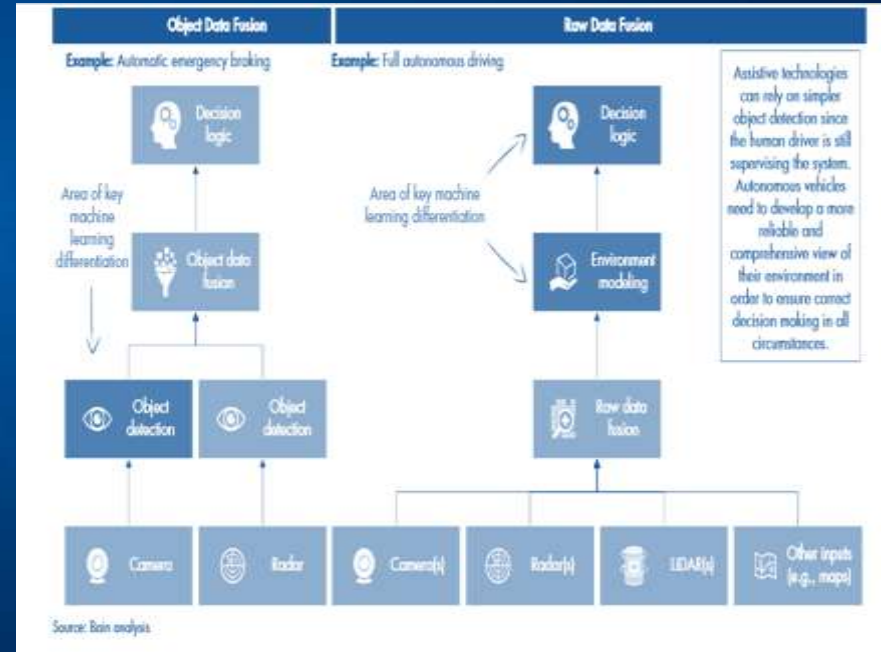 Object Data Fusion
Raw Data Fusion
Example: Automatic emergency braking
Example: Full autonomous driving
Decision
logic
Area of key
machine
learning
differentiation
Object data
fusion
Object
detection
Object
detection
Camera
Radar
Decision
logic
Area of key machine
learning differentiation
Environment
modeling
Raw data
fusion
Camera(s)
Radar(s)
LIDAR(s)
Other inputs
(e.g., maps)
Assistive technologies
can rely on simpler
object detection since
the human driver is still
supervising the system.
Autonomous vehicles
need to develop a more
reliable and
comprehensive view of
their environment in
order to ensure correct
decision making in all
circumstances.
Source: Bain analysis